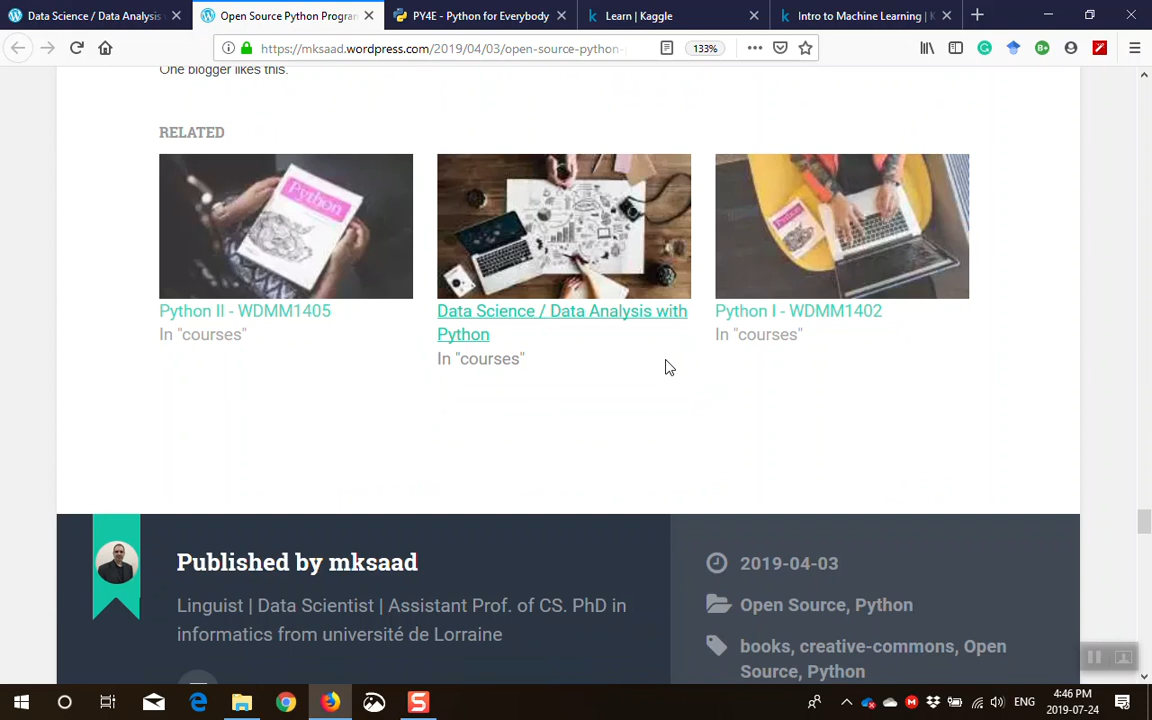 Data Science / Data Analysis
Open Source Python Progran
PY4E - Python for Everybody
Learn | Kaggle
Intro to Machine Learning | K
https://mksaad.wordpress.com/2019/04/03/open-source-python-
133%
One blogger likes this.
RELATED
Python
Python
Python II - WDMM1405
In "courses"
Data Science / Data Analysis with
Python
In "courses"
Python I - WDMM1402
In "courses"
Published by mksaad
Linguist | Data Scientist | Assistant Prof. of CS. PhD in
informatics from université de Lorraine
2019-04-03
Open Source, Python
books, creative-commons, Open
Source, Python
ENG
4:46 PM
2019-07-24